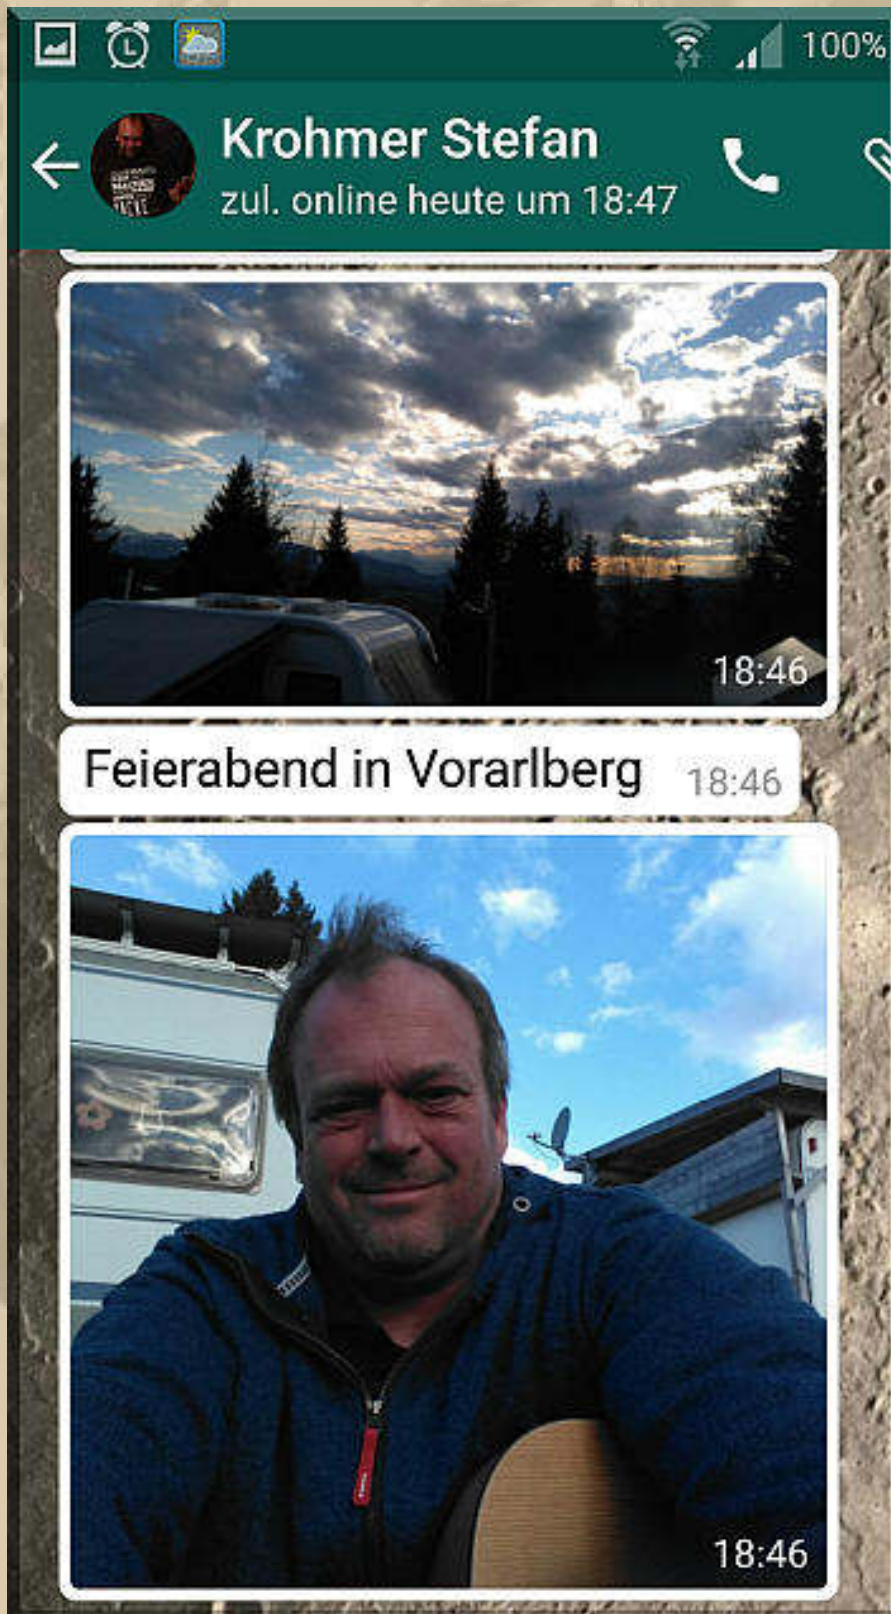 100%
Krohmer Stefan
zul. online heute um 18:47
18:46
Feierabend in Vorarlberg 18:46
18:46